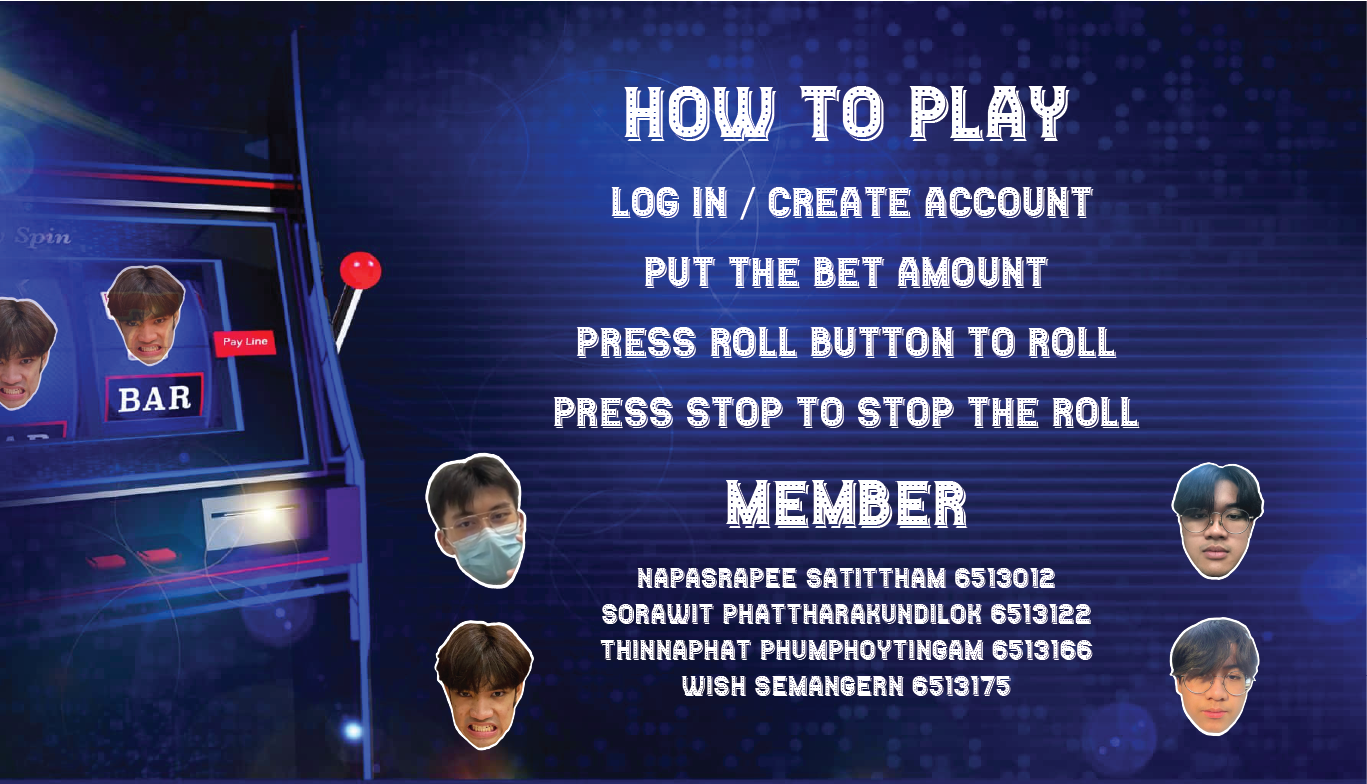 HOW TO PLAY
LOG IN / CREATE ACCOUNT
PUT THE BET AMOUNT
PRESS ROLL BUTTON TO ROLL
PRESS STOP TO STOP THE ROLL
Spin
Pay Line
BAR
MEMBER
NAPASRAPEE SATITTHAM 6513012
SORAWIT PHATTHARAKUNDILOK 6513122
THINNAPHAT PHUMPHOYTINGAM 6513166
WISH SEMANGERN 6513175